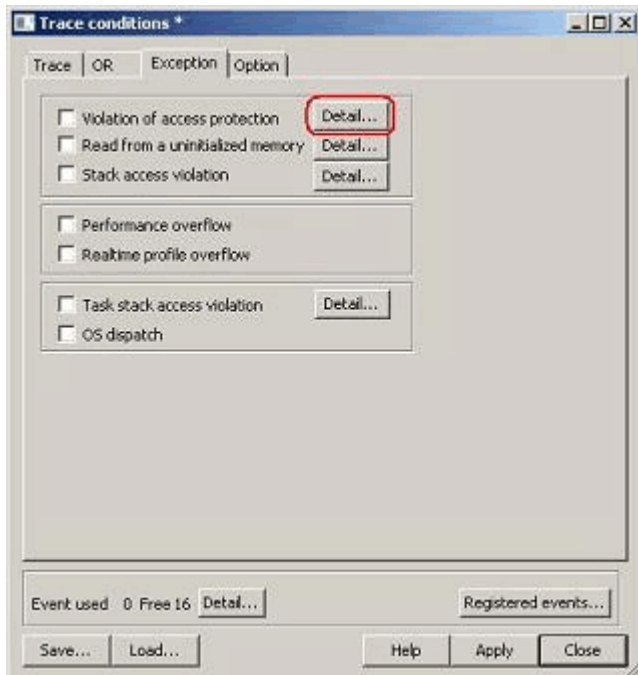 Trace conditions *
Trace OR Exception Option
Violation of access protection Detail...
Read from a uninitialized memory Detail...
Stack access violation Detail...
Performance overflow
Realtime profile overflow
Task stack access violation Detail...
OS dispatch
Event used 0 Free 16 Detail... Registered events...
Save... Load... Help Apply Close